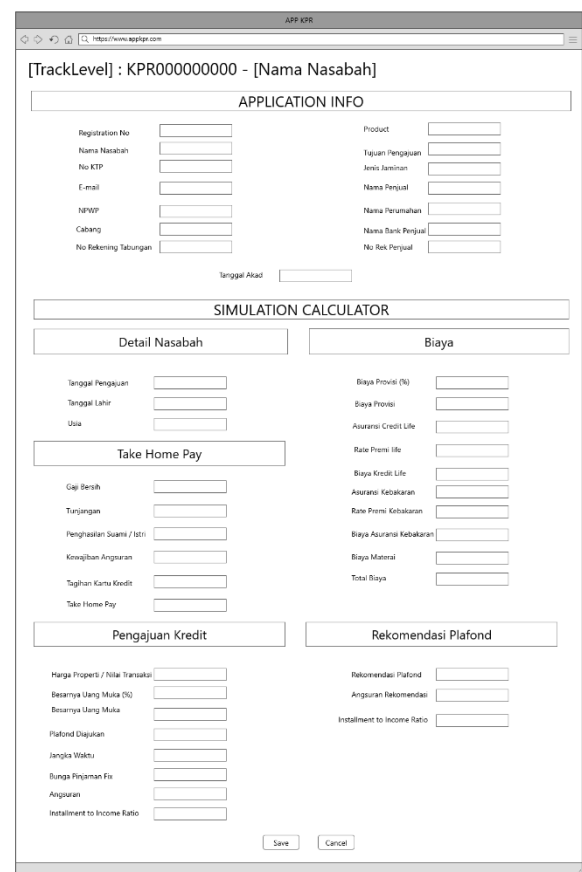 APP KPR
https://www.appkpr.com
[TrackLevel] : KPR000000000 - [Nama Nasabah]
APPLICATION INFO
Registration No
Nama Nasabah
No KTP
E-mail
NPWP
Cabang
No Rekening Tabungan
Product
Tujuan Pengajuan
Jenis Jaminan
Nama Penjual
Nama Perumahan
Nama Bank Penjual
No Rek Penjual
Tanggal Akad
SIMULATION CALCULATOR
Detail Nasabah
Tanggal Pengajuan
Tanggal Lahir
Usia
Take Home Pay
Gaji Bersih
Tunjangan
Penghasilan Suami / Istri
Kewajiban Angsuran
Tagihan Kartu Kredit
Take Home Pay
Biaya
Biaya Provisi (%)
Biaya Provisi
Asuransi Credit Life
Rate Premi life
Biaya Kredit Life
Asuransi Kebakaran
Rate Premi Kebakaran
Biaya Asuransi Kebakaran
Biaya Materai
Total Biaya
Pengajuan Kredit
Harga Properti / Nilai Transaksi
Besarnya Uang Muka (%)
Besarnya Uang Muka
Plafond Diajukan
Jangka Waktu
Bunga Pinjaman Fix
Angsuran
Installment to Income Ratio
Rekomendasi Plafond
Rekomendasi Plafond
Angsuran Rekomendasi
Installment to Income Ratio
Save
Cancel